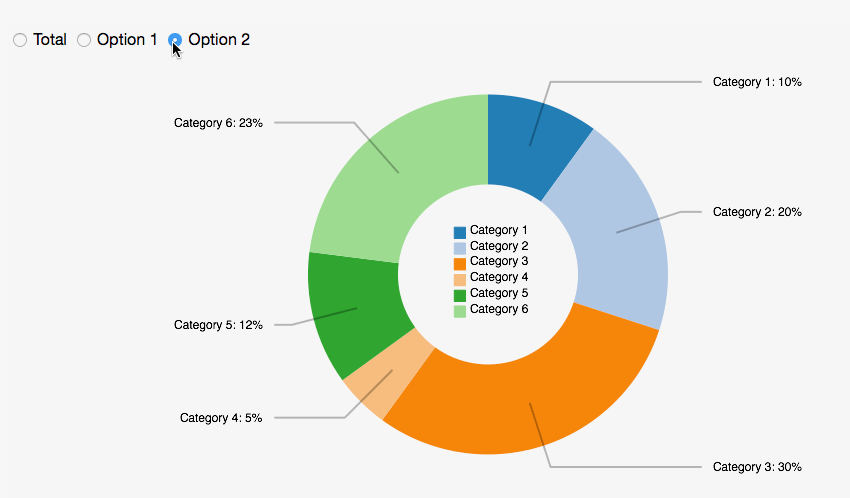 Total Option 1 Option 2
Category 1: 10%
Category 6: 23%
Category 2: 20%
Category 1
Category 2
Category 3
Category 4
Category 5
Category 6
Category 5: 12%
Category 4: 5%
Category 3: 30%